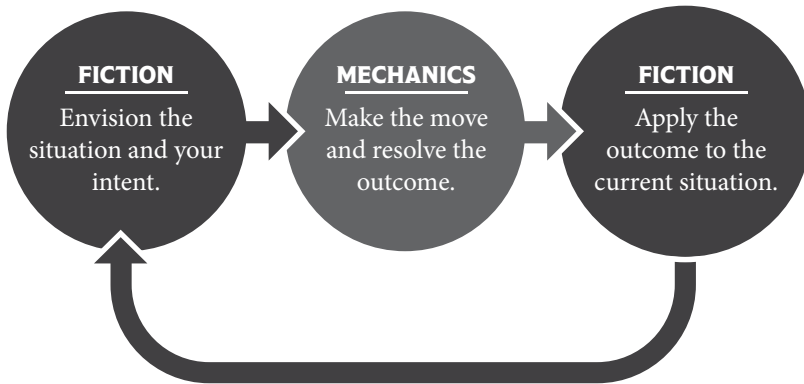 FICTION
Envision the
situation and your
intent.
MECHANICS
Make the move
and resolve the
outcome.
FICTION
Apply the
outcome to the
current situation.